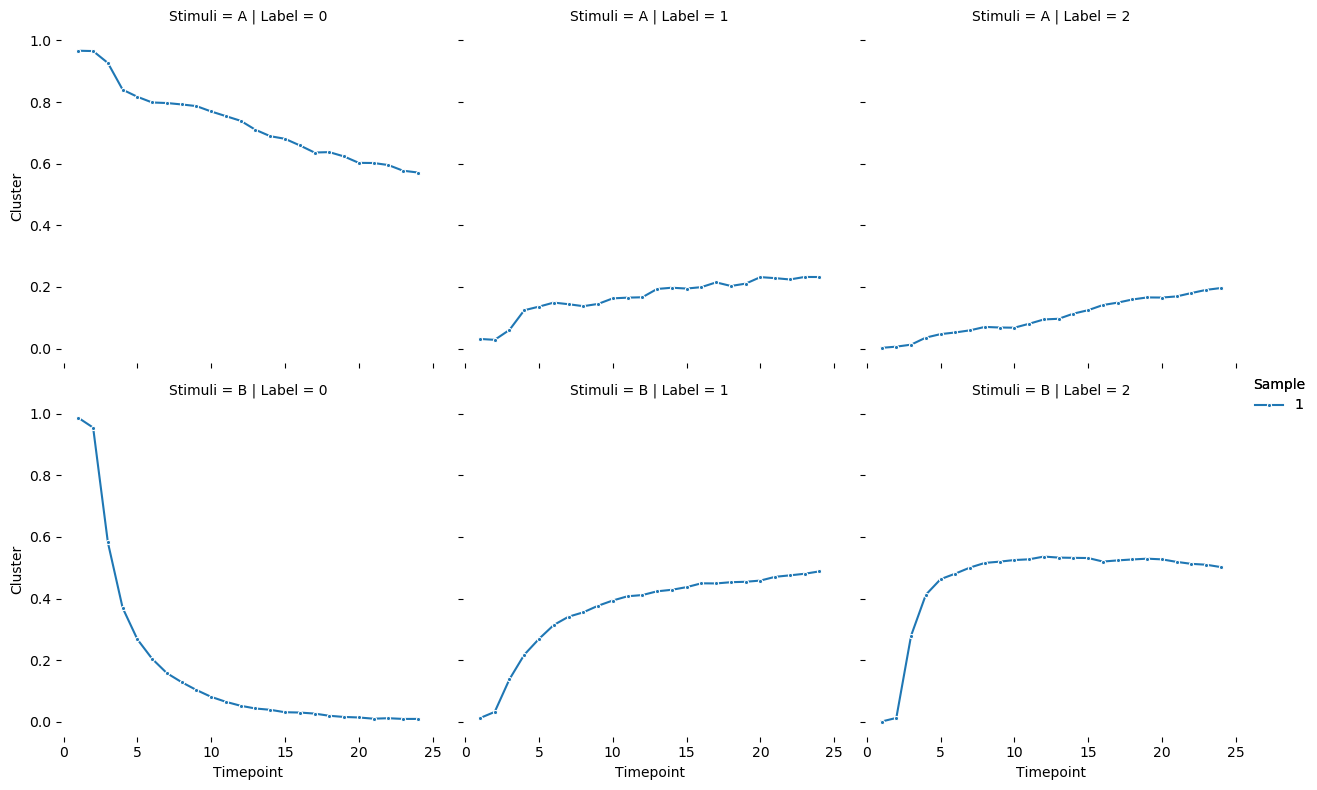 Stimuli = A | Label = 0
Stimuli = A | Label = 1
Stimuli = A | Label = 2
1.0
0.8
0.6
0.4
0.2
0.0
Cluster
Stimuli = B | Label = 0
Stimuli = B | Label = 1
Stimuli = B | Label = 2
Sample
1
1.0
0.8
0.6
0.4
0.2
0.0
Cluster
0 5 10 15 20 25
0 5 10 15 20 25
0 5 10 15 20 25
Timepoint
Timepoint
Timepoint